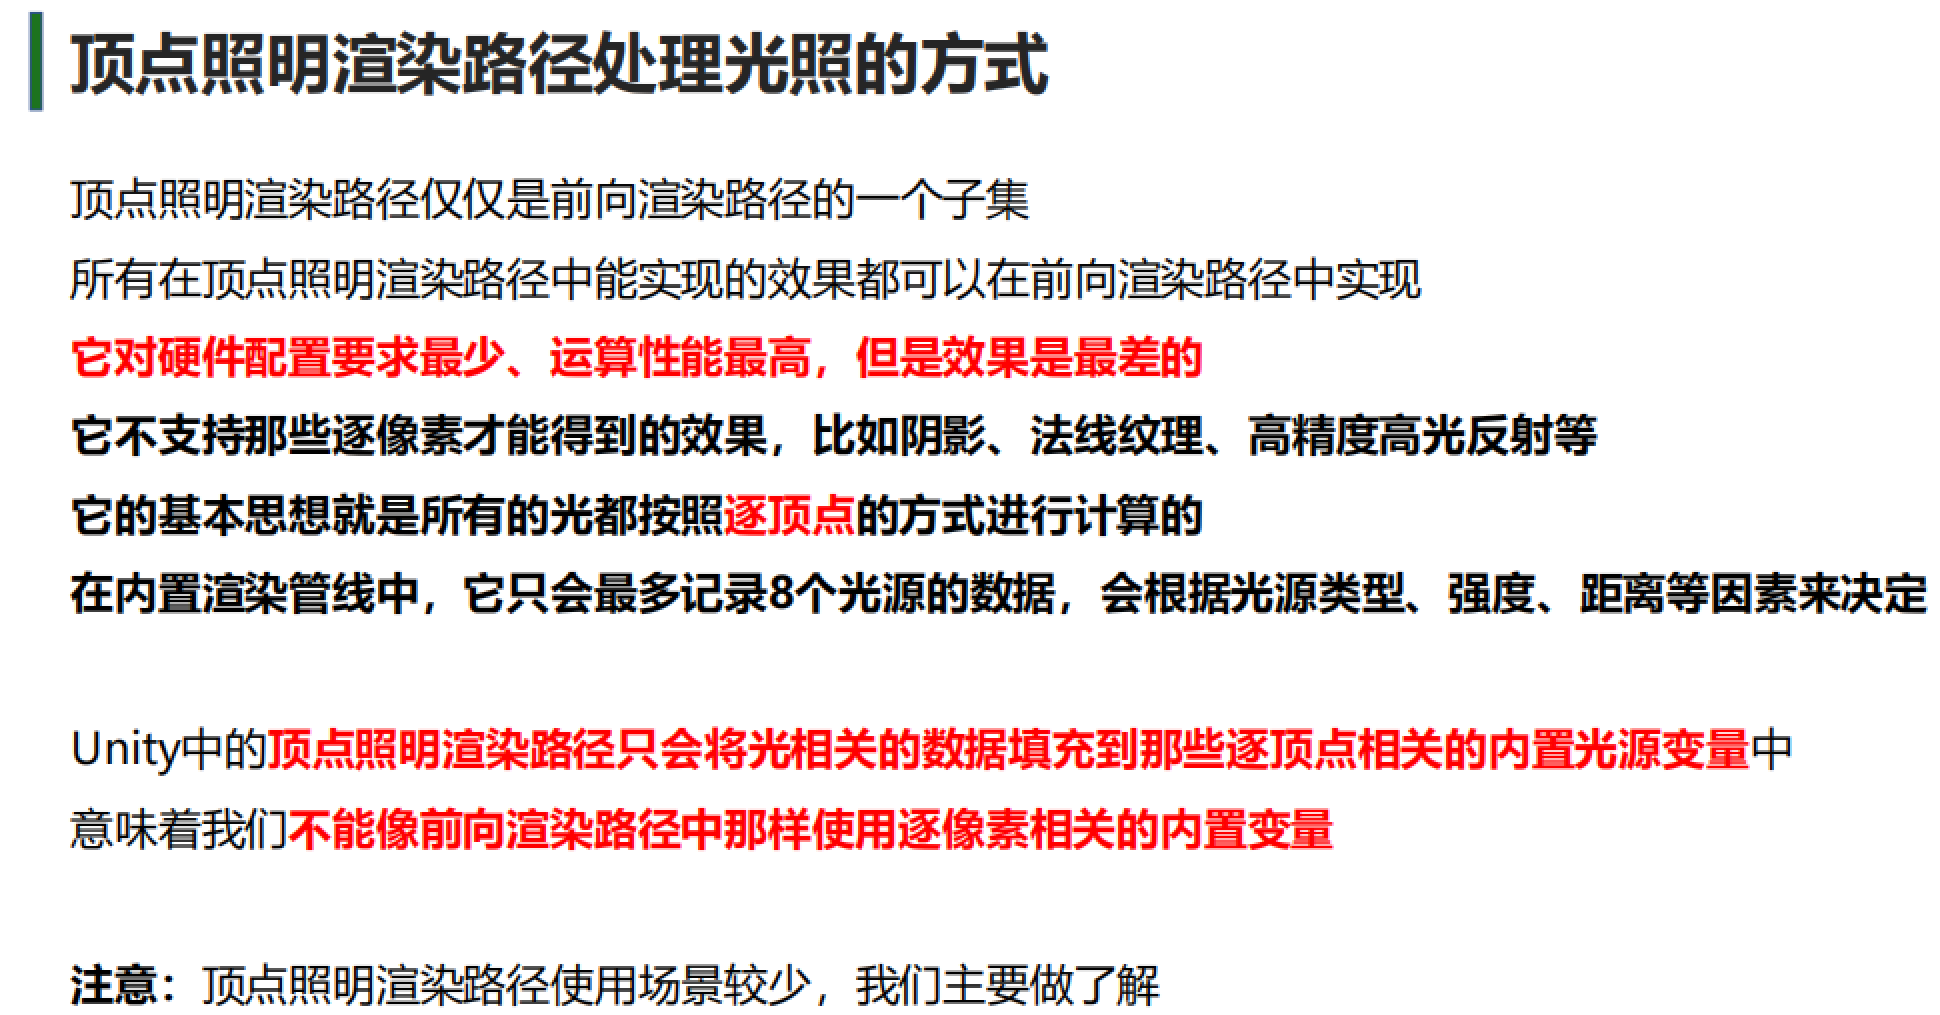 顶点照明渲染路径处理光照的方式
顶点照明渲染路径仅仅是前向渲染路径的一个子集
所有在顶点照明渲染路径中能实现的效果都可以在前向渲染路径中实现
它对硬件配置要求最少、运算性能最高，但是效果是最差的
它不支持那些逐像素才能得到的效果，比如阴影、法线纹理、高精度高光反射等
它的基本思想就是所有的光都按照逐顶点的方式进行计算的
在内置渲染管线中，它只会最多记录8个光源的数据，会根据光源类型、强度、距离等因素来决定
Unity中的顶点照明渲染路径只会将光相关的数据填充到那些逐顶点相关的内置光源变量中
意味着我们不能像前向渲染路径中那样使用逐像素相关的内置变量
注意：顶点照明渲染路径使用场景较少，我们主要做了解